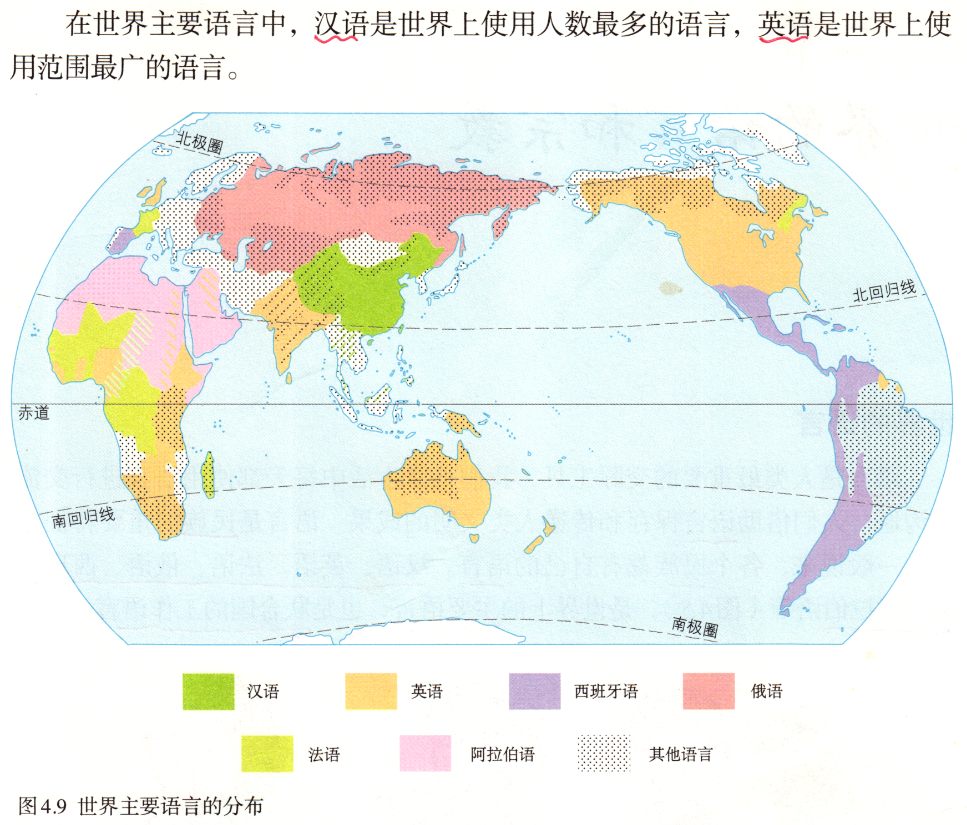 在世界主要语言中，汉语是世界上使用人数最多的语言，英语是世界上使
用范围最广的语言。
北极圈
北回归线
赤道
南回归线
南极圈
汉语
英语
西班牙语
俄语
法语
阿拉伯语
其他语言
图4.9 世界主要语言的分布